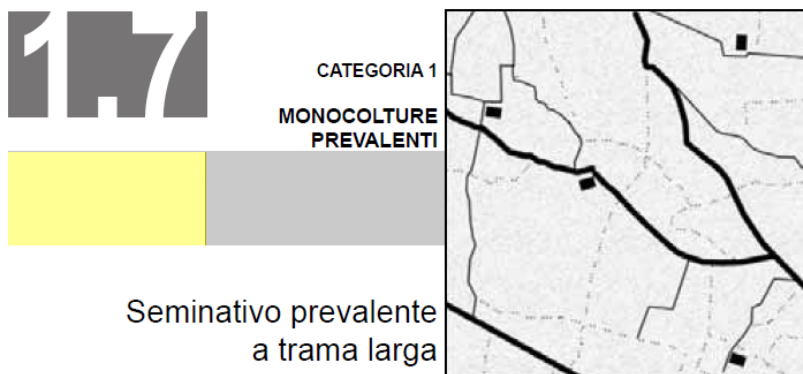 1.7
CATEGORIA 1
MONOCOLTURE
PREVALENTI
Seminativo prevalente
a trama larga